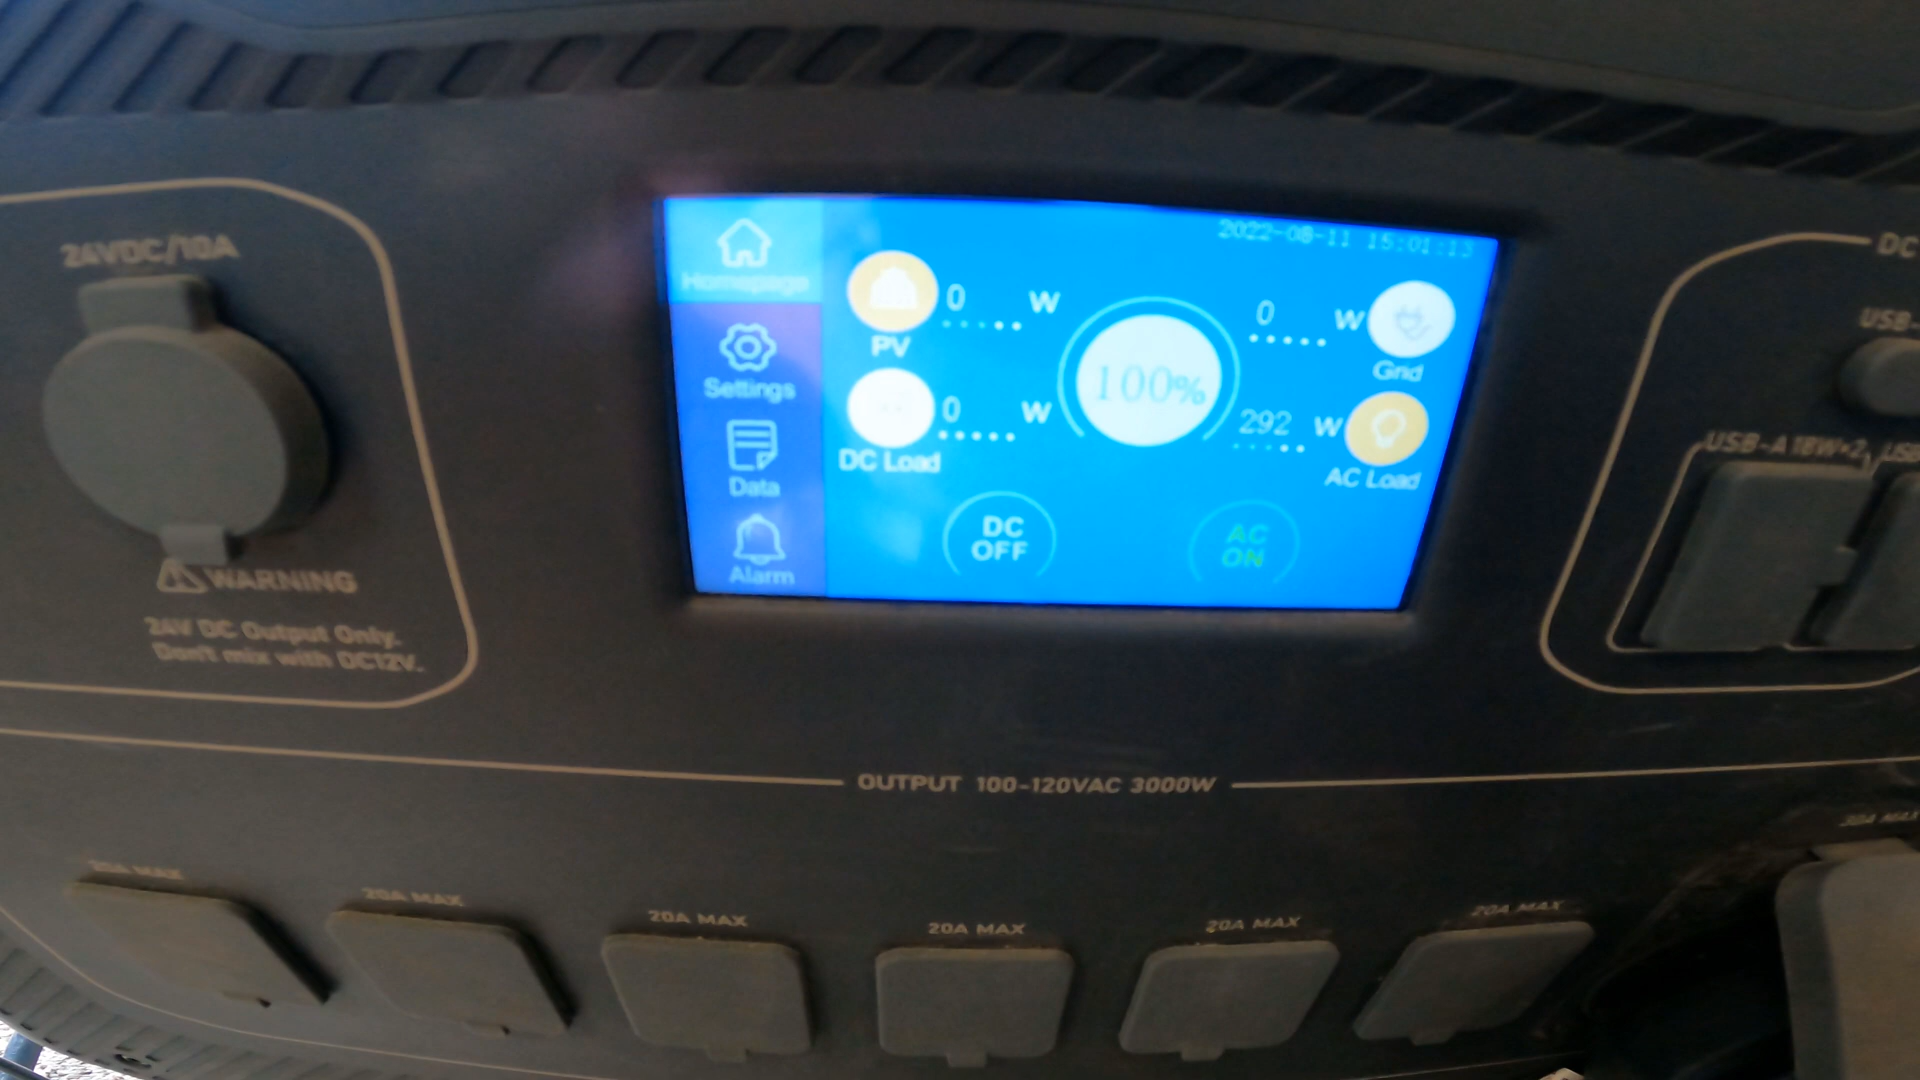 24VDC/10A
WARNING
24V DC Output Only.
Don't mix with DC12V.
2022-08-11 15:01:13
Homepage
Settings
Data
Alarm
0 W
PV
0 W
DC Load
100%
0 W
Grid
292 W
AC Load
DC
OFF
AC
ON
DC
USB-
USB-A 18W*2
USB
OUTPUT 100-120VAC 3000W
20A MAX
20A MAX
20A MAX
20A MAX
20A MAX
20A MAX
30A MAX